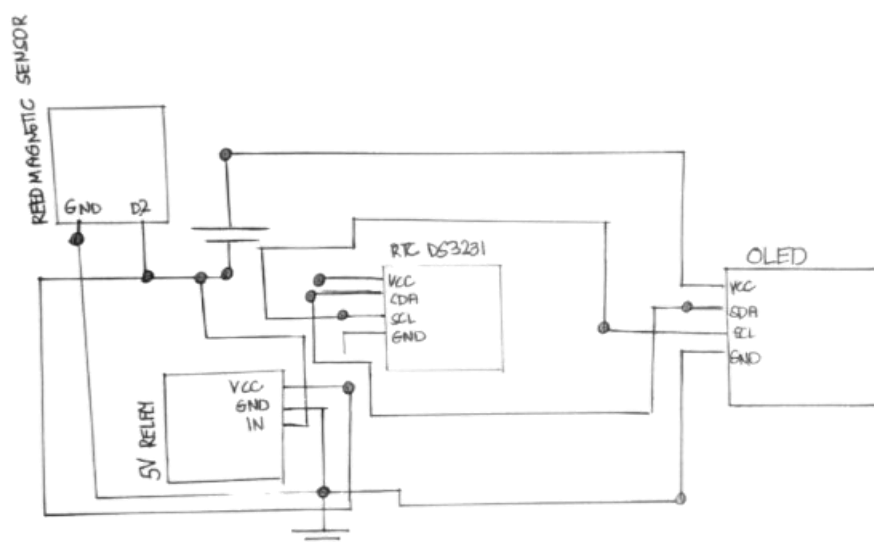 REED MAGNETIC SENSOR
GND D2
RTC DS3231
VCC
SDA
SCL
GND
OLED
VCC
SDA
SCL
GND
5V RELAY
VCC
GND
IN